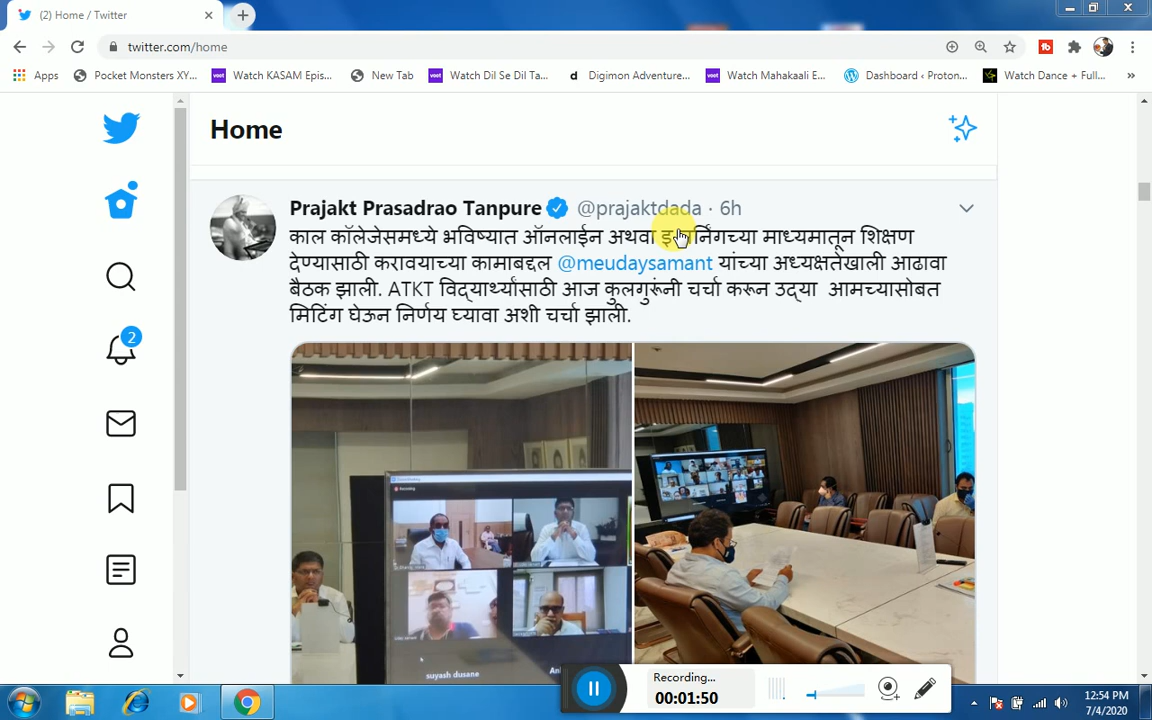 (2) Home / Twitter
twitter.com/home
Apps Pocket Monsters XY... Watch KASAM Epis... New Tab Watch Dil Se Dil Ta... Digimon Adventure... Watch Mahakaali E... Dashboard ‹ Proton... Watch Dance + Full... »
Home
Prajakt Prasadrao Tanpure @prajaktdada · 6h
काल कॉलेजेसमध्ये भविष्यात ऑनलाईन अथवा माध्यमातून शिक्षण
देण्यासाठी करावयाच्या कामाबद्दल @meudaysamant यांच्या अध्यक्षतेखाली आढावा
बैठक झाली. ATKT विद्यार्थ्यांसाठी आज कुलगुरूंनी चर्चा करून उद्या आमच्यासोबत
मिटिंग घेऊन निर्णय घ्यावा अशी चर्चा झाली.
2
suyash dusane
Recording...
00:01:50
12:54 PM
7/4/2020